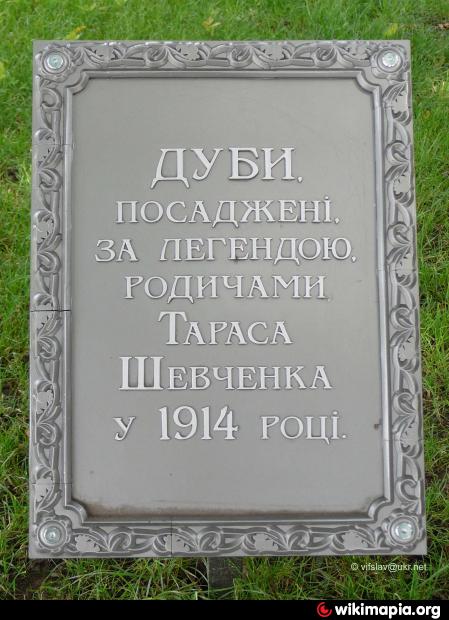 ДУБИ,
ПОСАДЖЕНІ,
ЗА ЛЕГЕНДОЮ,
РОДИЧАМИ
ТАРАСА
ШЕВЧЕНКА
У 1914 РОЦІ.
© vifslav@ukr.net
wikimapia.org